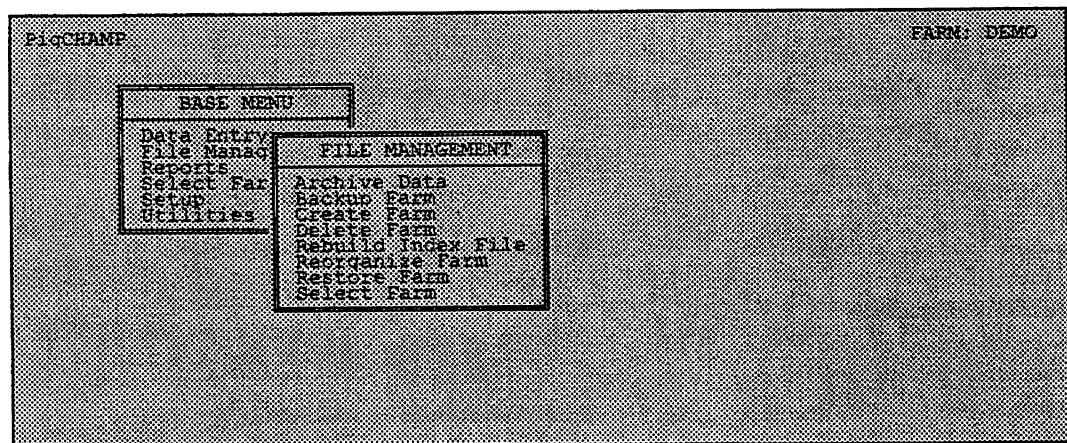 PigCHAMP FARM: DEMO
BASE MENU
Data Entry
File Manag
Reports
Select Far
Setup
Utilities
FILE MANAGEMENT
Archive Data
Backup Farm
Create Farm
Delete Farm
Rebuild Index File
Reorganize Farm
Restore Farm
Select Farm